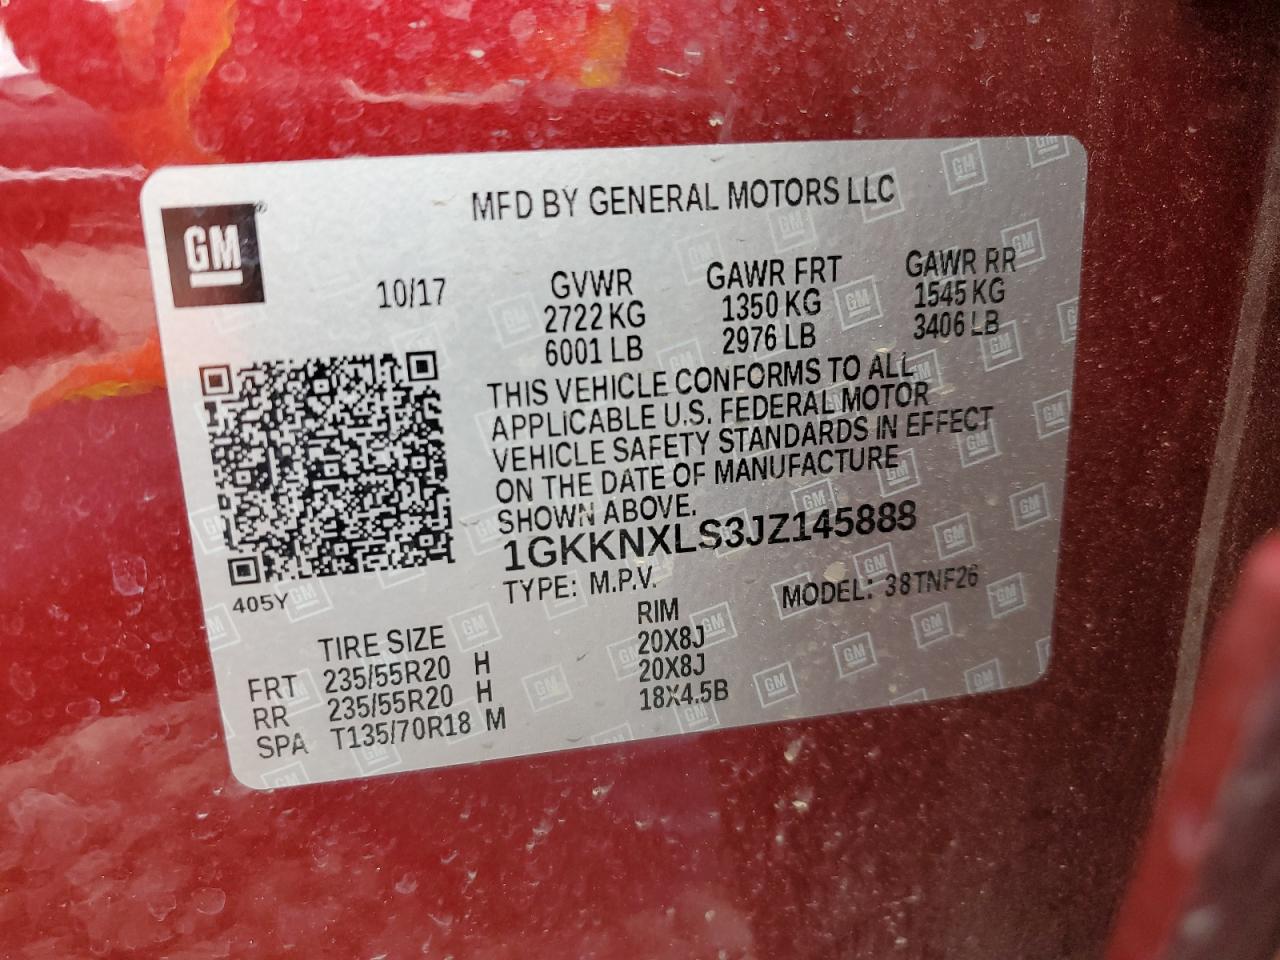 MFD BY GENERAL MOTORS LLC
GM
10/17
GVWR GAWR FRT GAWR RR
2722 KG 1350 KG 1545 KG
6001 LB 2976 LB 3406 LB
THIS VEHICLE CONFORMS TO ALL
APPLICABLE U.S. FEDERAL MOTOR
VEHICLE SAFETY STANDARDS IN EFFECT
ON THE DATE OF MANUFACTURE
SHOWN ABOVE.
1GKKNXLS3JZ145888
TYPE: M.P.V. MODEL: 38TNF26
405Y
TIRE SIZE RIM
FRT 235/55R20 H 20X8J
RR 235/55R20 H 20X8J
SPA T135/70R18 M 18X4.5B